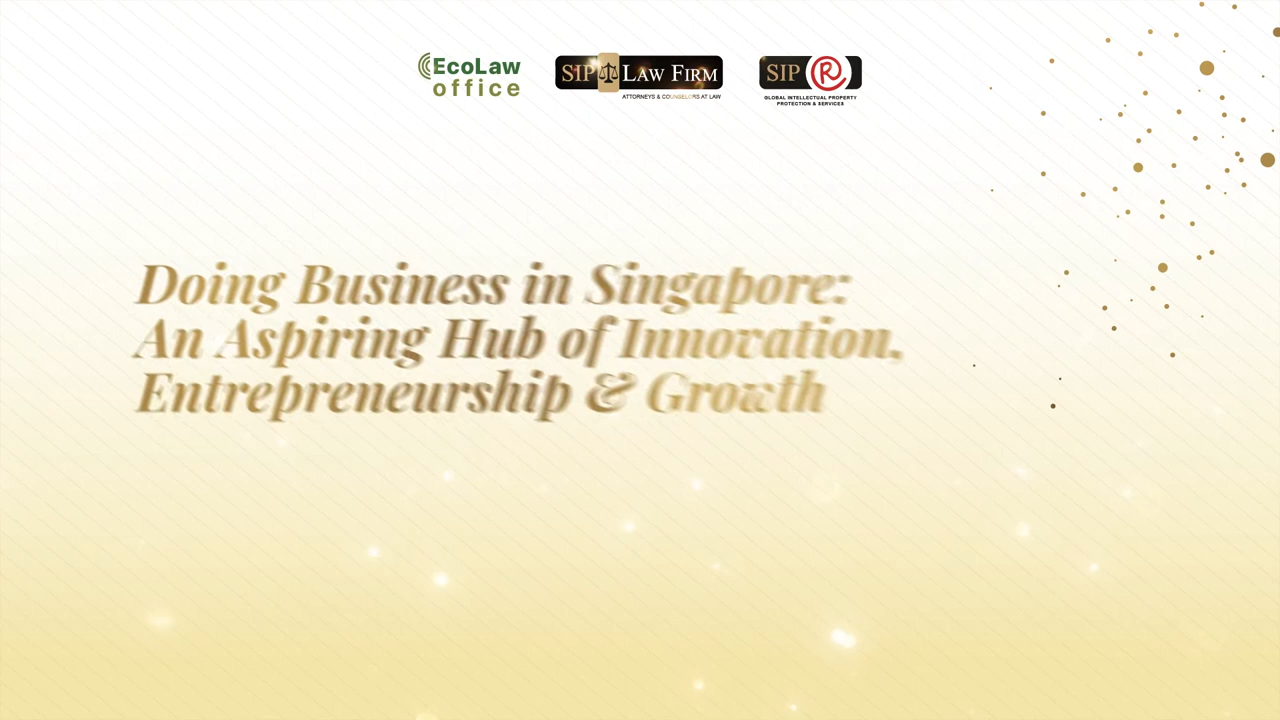 EcoLaw
office
SIP LAW FIRM
ATTORNEYS & COUNSELORS AT LAW
SIP R
GLOBAL INTELLECTUAL PROPERTY
PROTECTION & SERVICES
Doing Business in Singapore:
An Aspiring Hub of Innovation,
Entrepreneurship & Growth